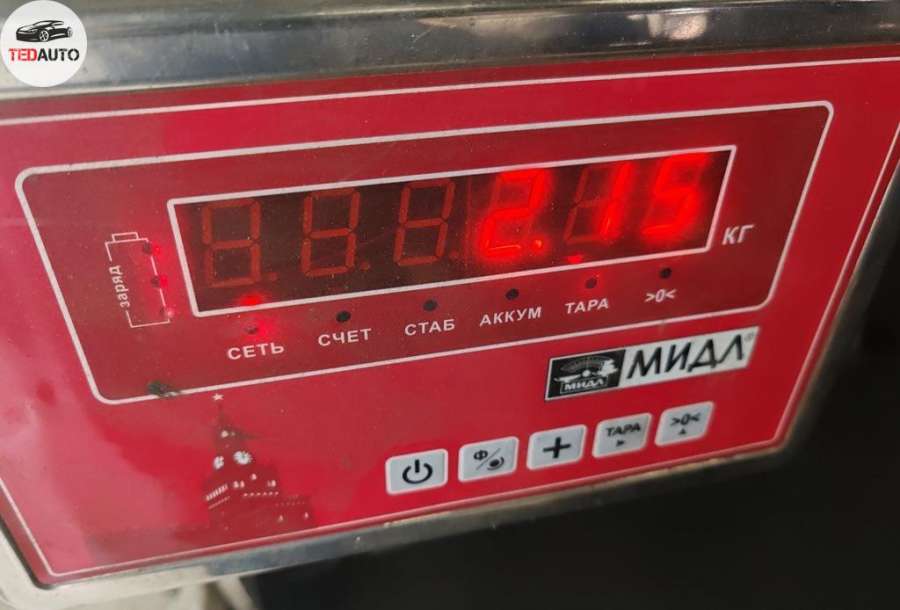 TEDAUTO
2.15
КГ
заряд
СЕТЬ
СЧЕТ
СТАБ
АККУМ
ТАРА
>0<
МИДЛ
МИДЛ®
Ф
+
ТАРА
>0<